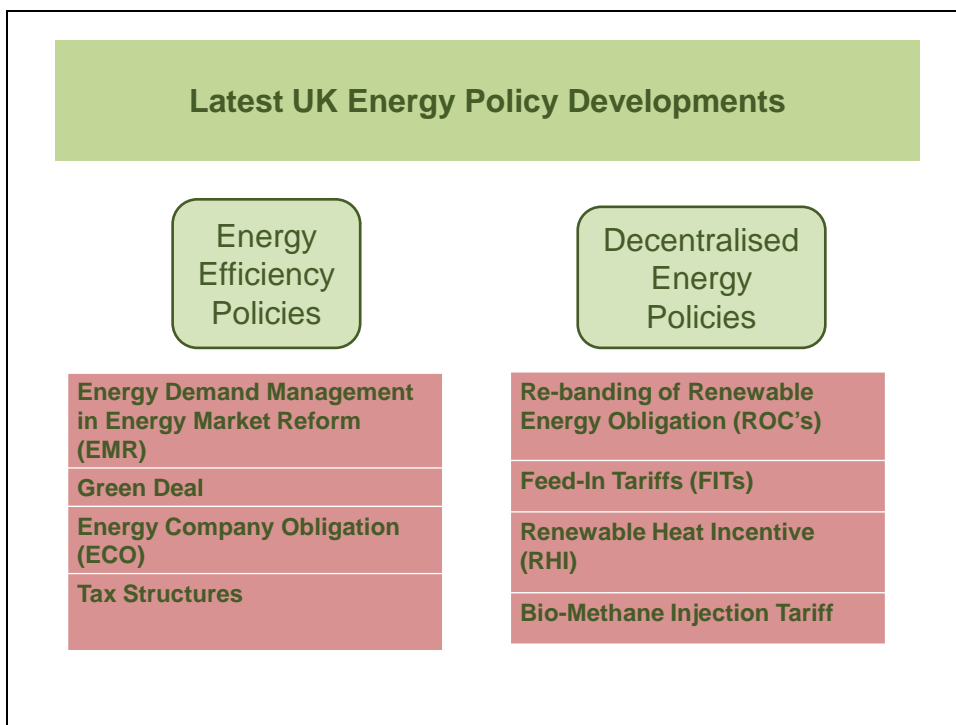 Latest UK Energy Policy Developments
Energy
Efficiency
Policies
Energy Demand Management
in Energy Market Reform
(EMR)
Green Deal
Energy Company Obligation
(ECO)
Tax Structures
Decentralised
Energy
Policies
Re-banding of Renewable
Energy Obligation (ROC's)
Feed-In Tariffs (FITs)
Renewable Heat Incentive
(RHI)
Bio-Methane Injection Tariff